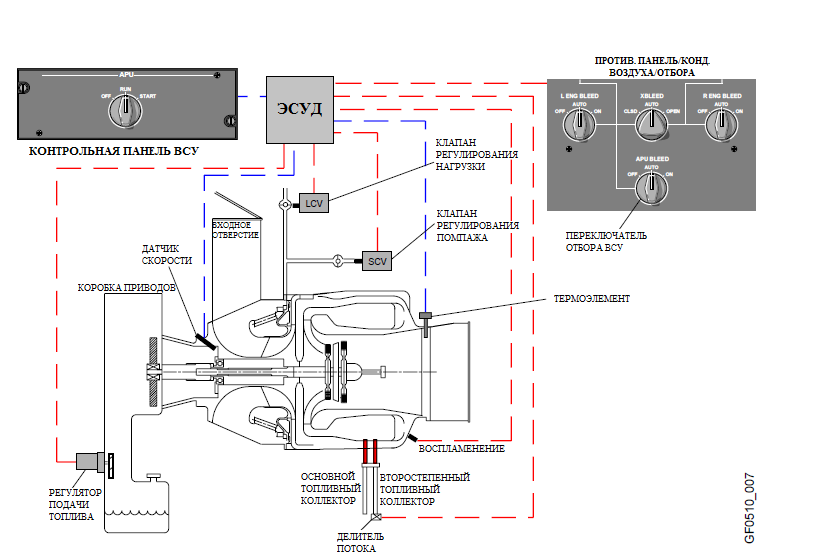 ПРОТИВ. ПАНЕЛЬ/КОНД.
ВОЗДУХА/ОТБОРА
APU
RUN
OFF
START
КОНТРОЛЬНАЯ ПАНЕЛЬ ВСУ
ЭСУД
L ENG BLEED
AUTO
OFF
ON
XBLEED
AUTO
CLSD
OPEN
R ENG BLEED
AUTO
OFF
ON
APU BLEED
AUTO
OFF
ON
ПЕРЕКЛЮЧАТЕЛЬ
ОТБОРА ВСУ
КЛАПАН
РЕГУЛИРОВАНИЯ
НАГРУЗКИ
LCV
КЛАПАН
РЕГУЛИРОВАНИЯ
ПОМПАЖА
SCV
ВХОДНОЕ
ОТВЕРСТИЕ
ДАТЧИК
СКОРОСТИ
КОРОБКА ПРИВОДОВ
ТЕРМОЭЛЕМЕНТ
ВОСПЛАМЕНЕНИЕ
ОСНОВНОЙ
ТОПЛИВНЫЙ
КОЛЛЕКТОР
ВТОРОСТЕПЕННЫЙ
ТОПЛИВНЫЙ
КОЛЛЕКТОР
РЕГУЛЯТОР
ПОДАЧИ
ТОПЛИВА
ДЕЛИТЕЛЬ
ПОТОКА
GF0510_007